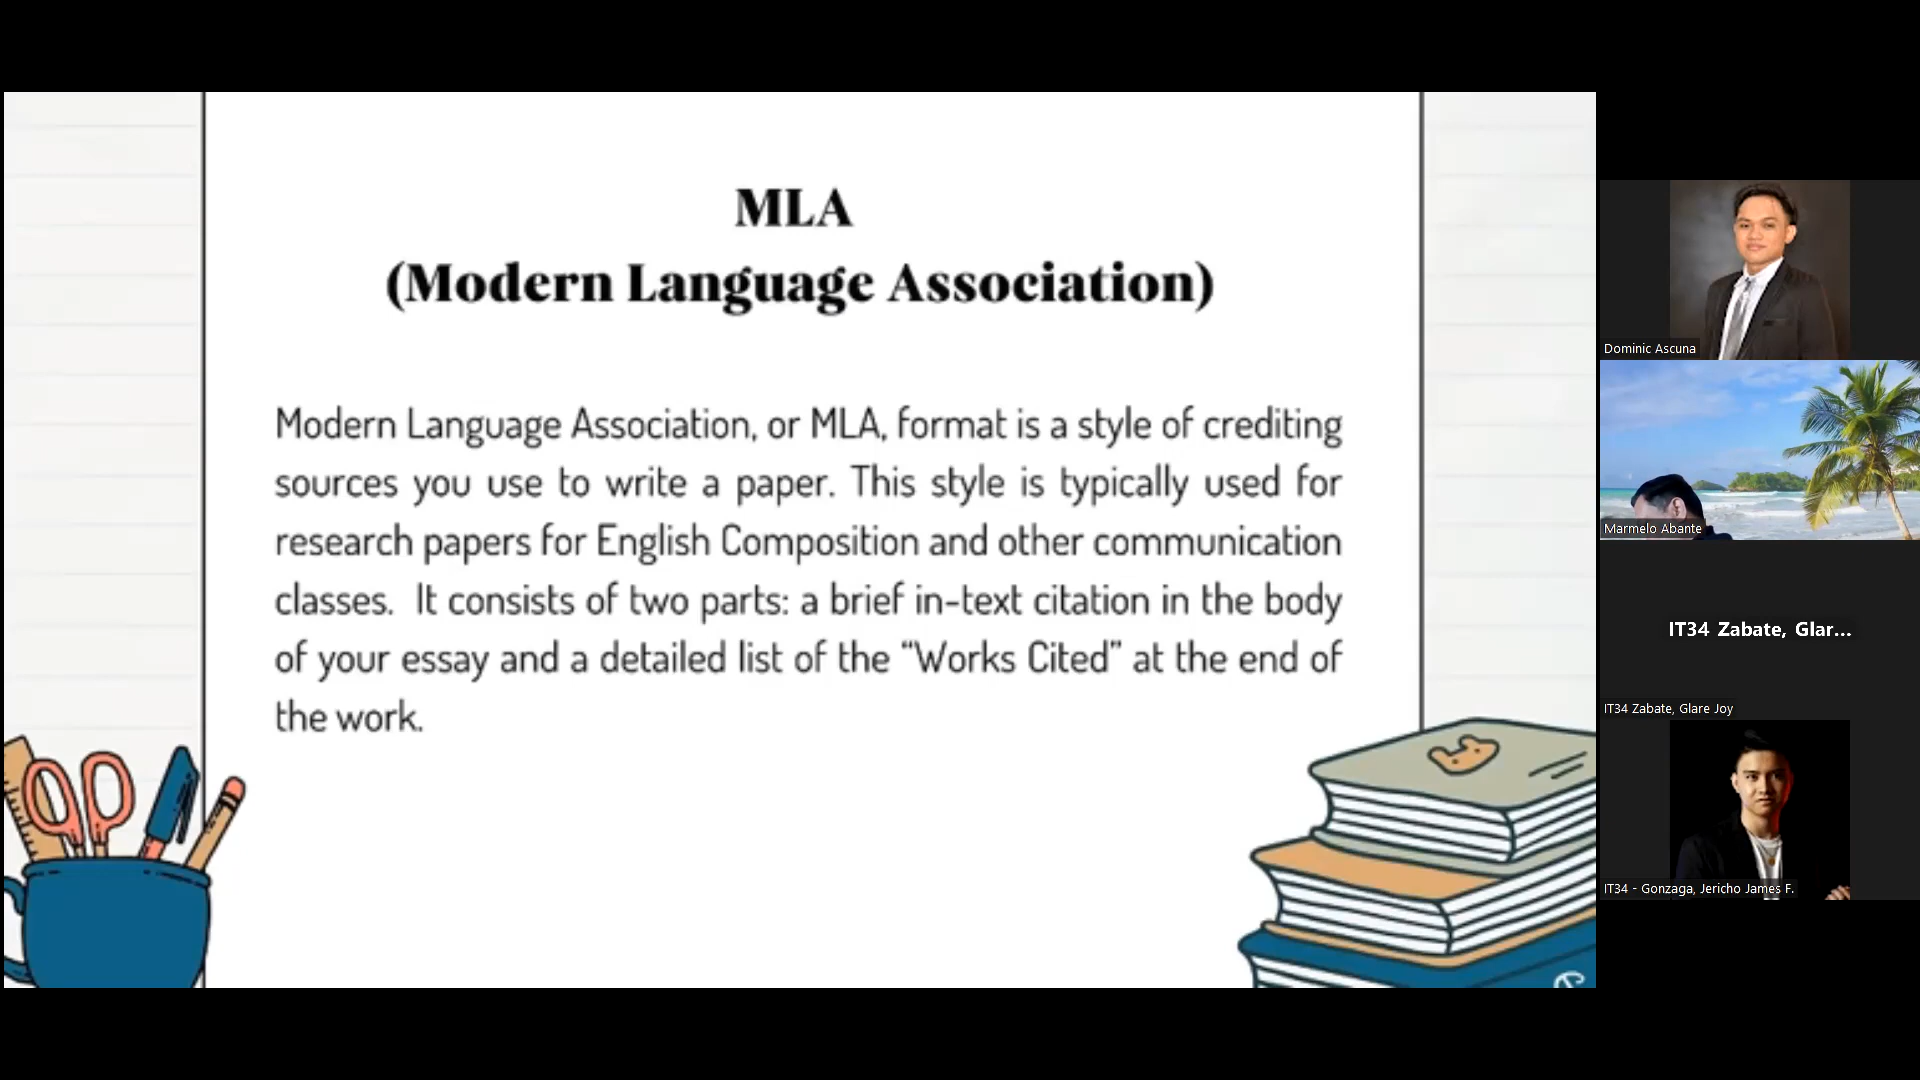 MLA
(Modern Language Association)
Modern Language Association, or MLA, format is a style of crediting
sources you use to write a paper. This style is typically used for
research papers for English Composition and other communication
classes. It consists of two parts: a brief in-text citation in the body
of your essay and a detailed list of the “Works Cited” at the end of
the work.
Dominic Ascuna
Marmelo Abante
IT34 Zabate, Glar...
IT34 Zabate, Glare Joy
IT34 - Gonzaga, Jericho James F.